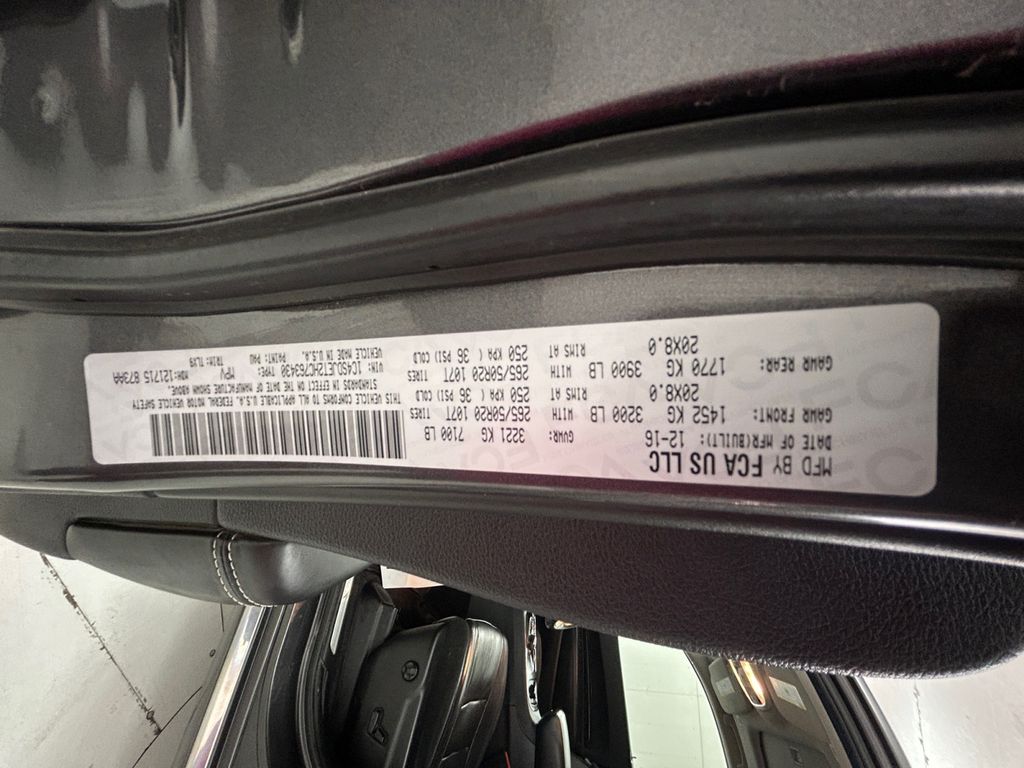 MFD BY FCA US LLC
DATE OF MFR(BUILT): 12-16 GVWR: 3221 KG 7100 LB
GAWR FRONT: WITH TIRES
1452 KG 3200 LB 265/50R20 107T
RIMS AT
20X8.0 250 KPA ( 36 PSI) COLD
GAWR REAR: WITH TIRES
1770 KG 3900 LB 265/50R20 107T
RIMS AT
20X8.0 250 KPA ( 36 PSI) COLD
THIS VEHICLE CONFORMS TO ALL APPLICABLE U.S.A. FEDERAL MOTOR VEHICLE SAFETY
STANDARDS IN EFFECT ON THE DATE OF MANUFACTURE SHOWN ABOVE.
VIN: TYPE: MPV MDH: 121715 873AA
VEHICLE MADE IN U.S.A. PAINT: PAU TRIM: TLX9